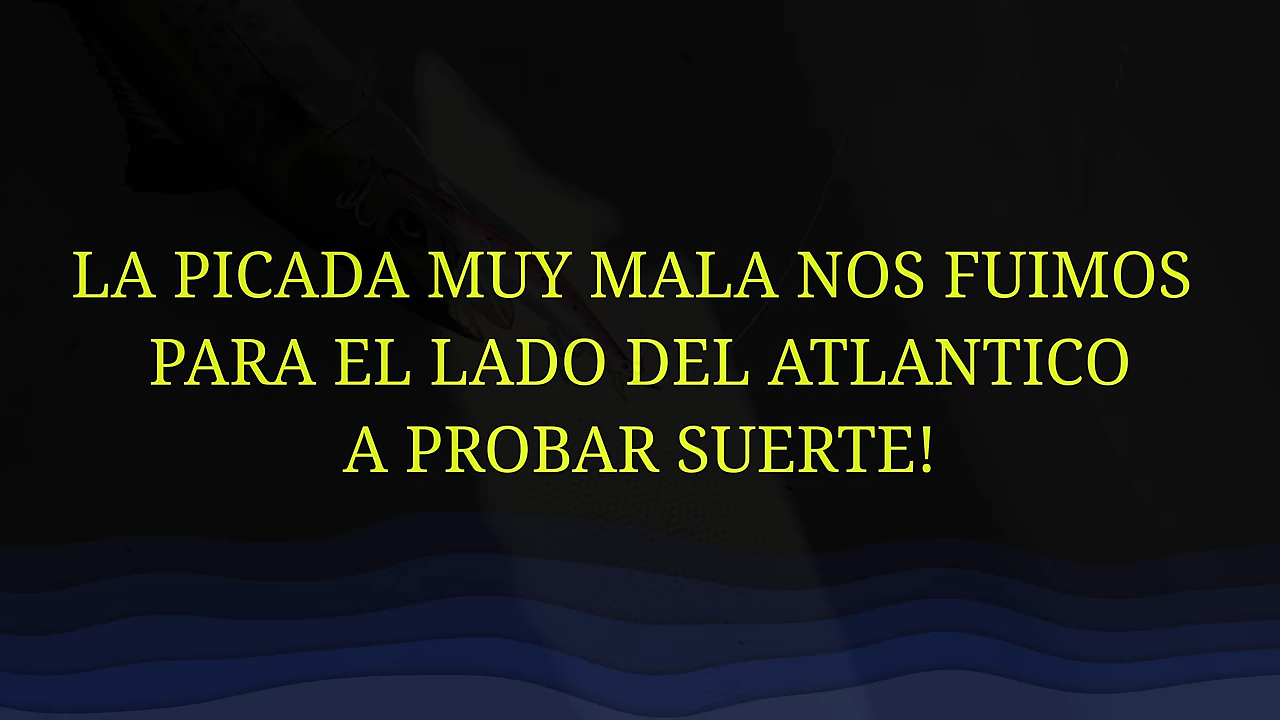 LA PICADA MUY MALA NOS FUIMOS
PARA EL LADO DEL ATLANTICO
A PROBAR SUERTE!